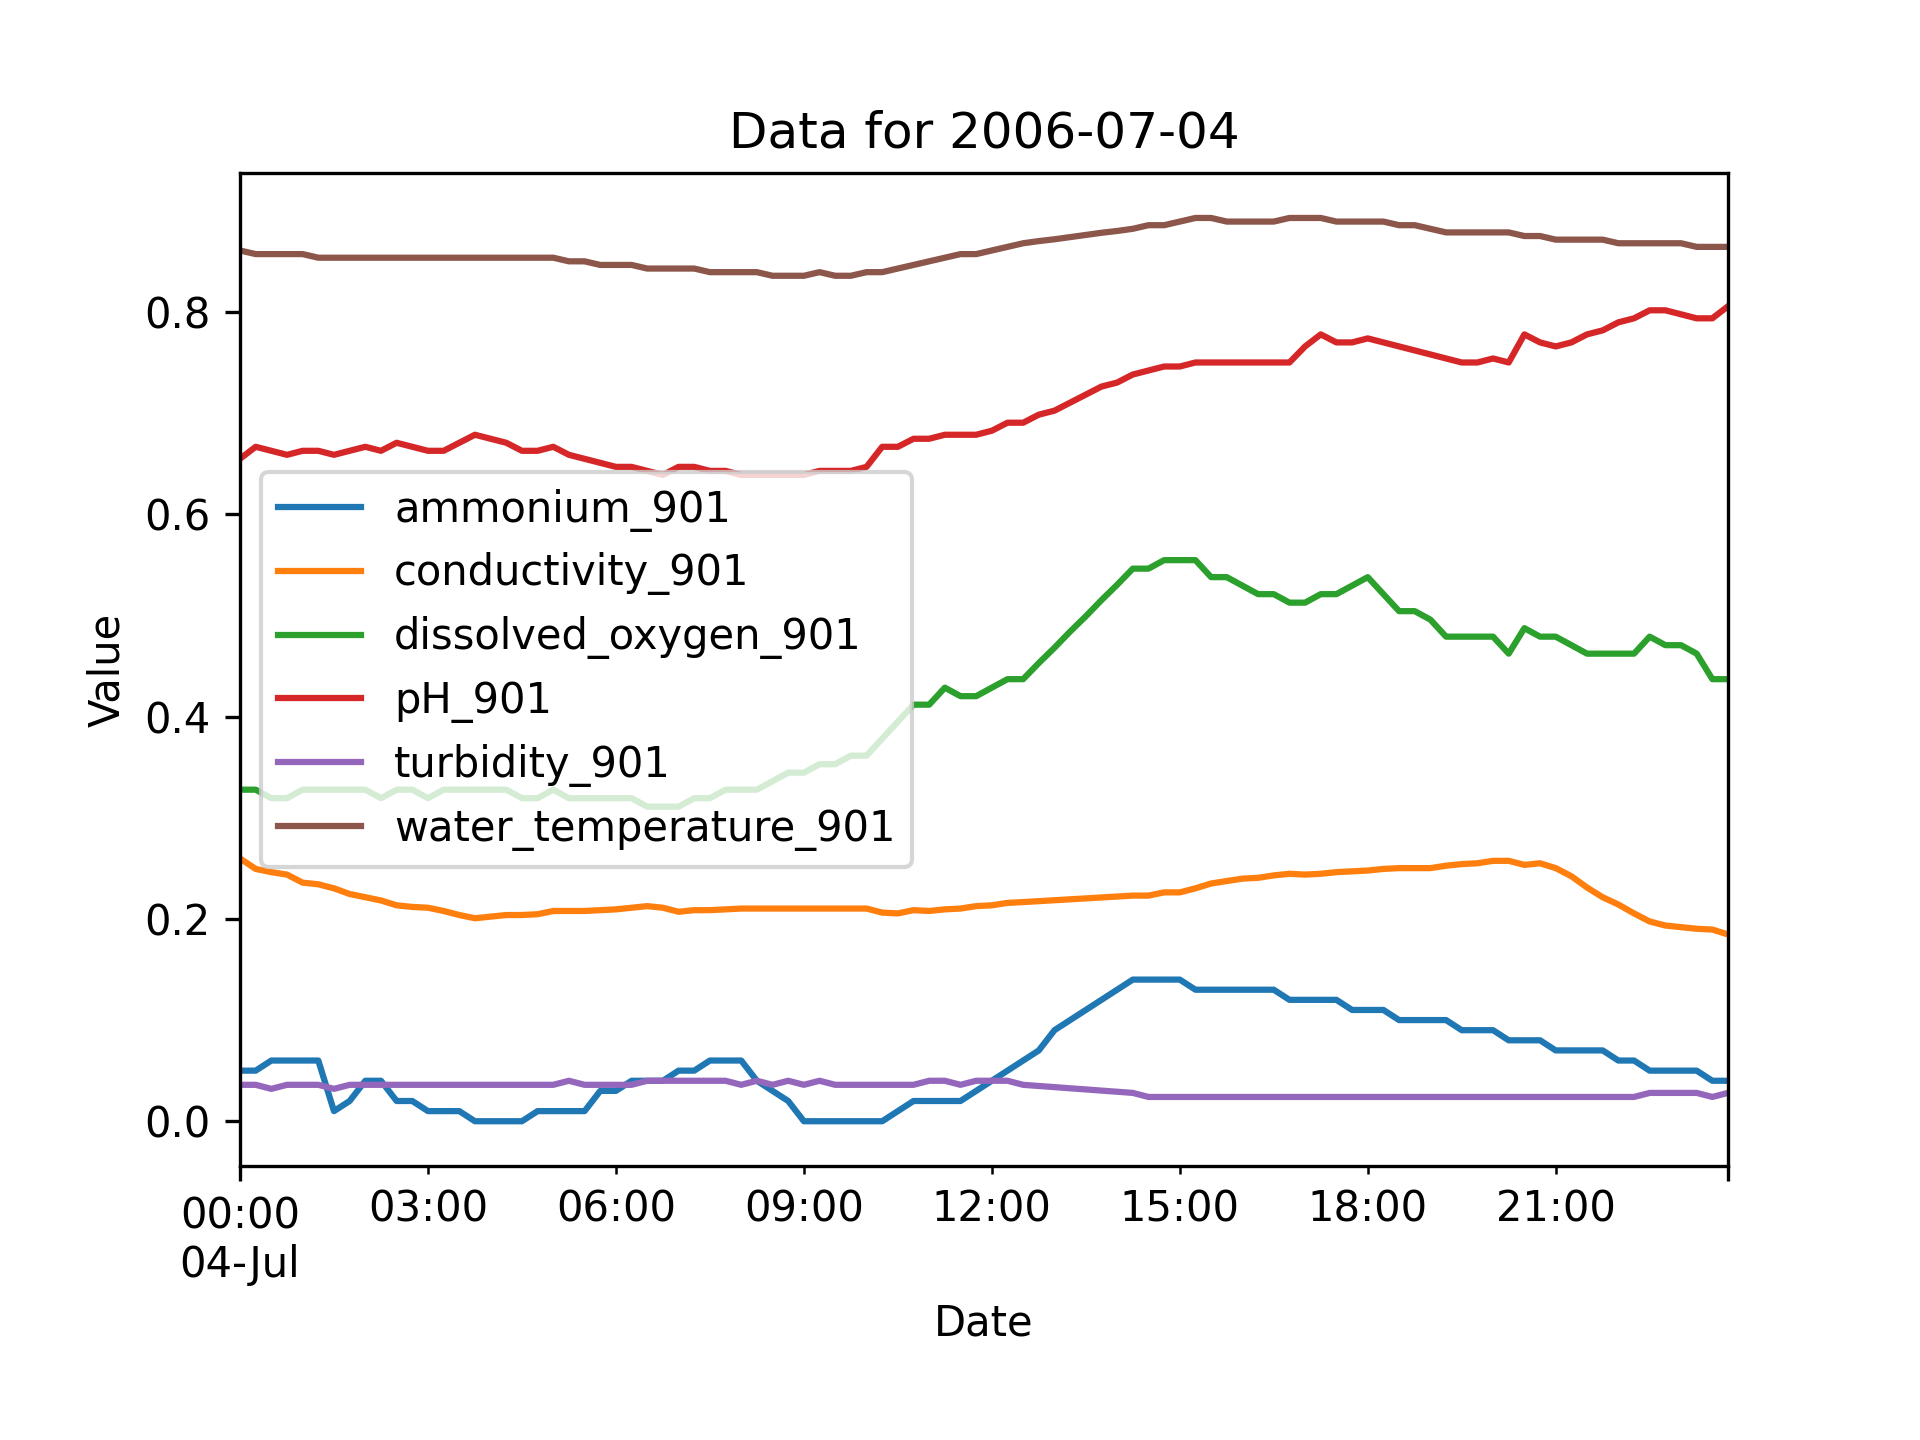 Data for 2006-07-04
Value
0.8
0.6
0.4
0.2
0.0
ammonium_901
conductivity_901
dissolved_oxygen_901
pH_901
turbidity_901
water_temperature_901
00:00 03:00 06:00 09:00 12:00 15:00 18:00 21:00
04-Jul
Date